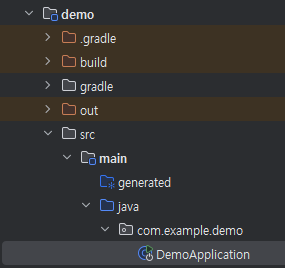 demo
.gradle
build
gradle
out
src
main
generated
java
com.example.demo
DemoApplication